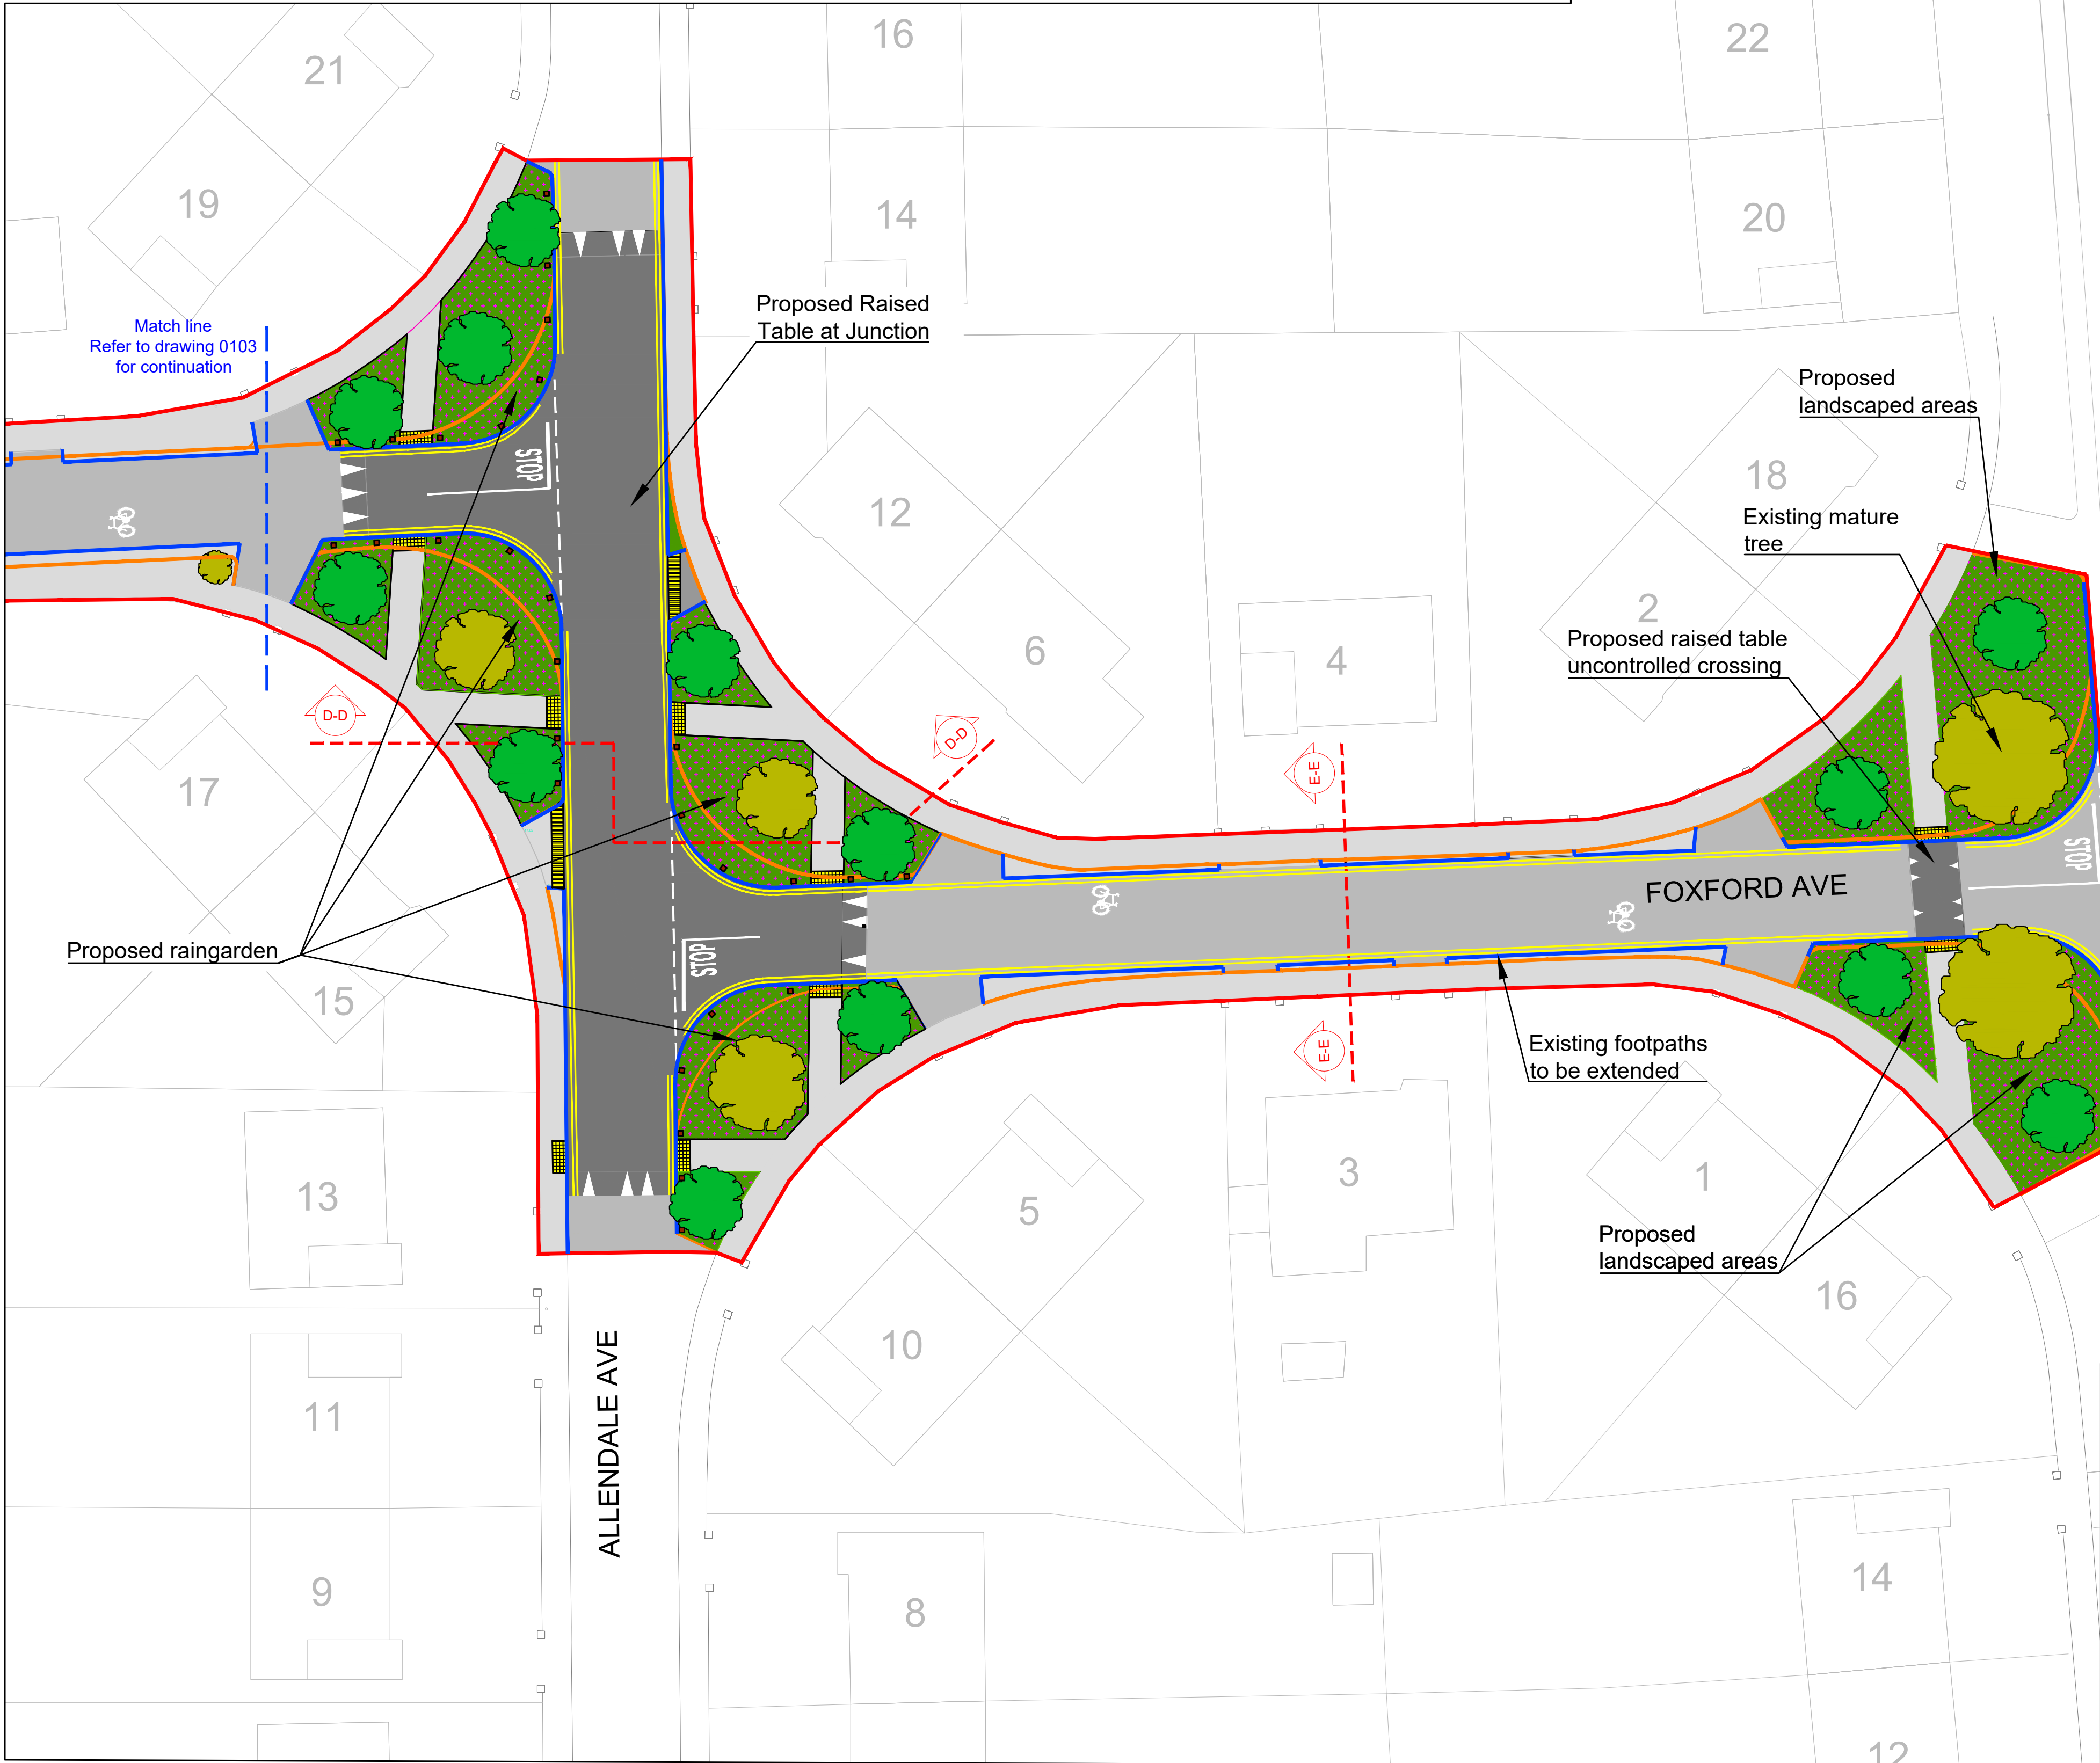 21
16
22
19
14
20
Match line
Refer to drawing 0103
for continuation
Proposed Raised
Table at Junction
Proposed
landscaped areas
STOP
12
18
Existing mature
tree
2
Proposed raised table
uncontrolled crossing
6
4
D-D
D-D
E-E
17
STOP
FOXFORD AVE
Proposed raingarden
STOP
15
E-E
Existing footpaths
to be extended
13
5
3
1
Proposed
landscaped areas
16
10
11
ALLENDALE AVE
9
8
14
12